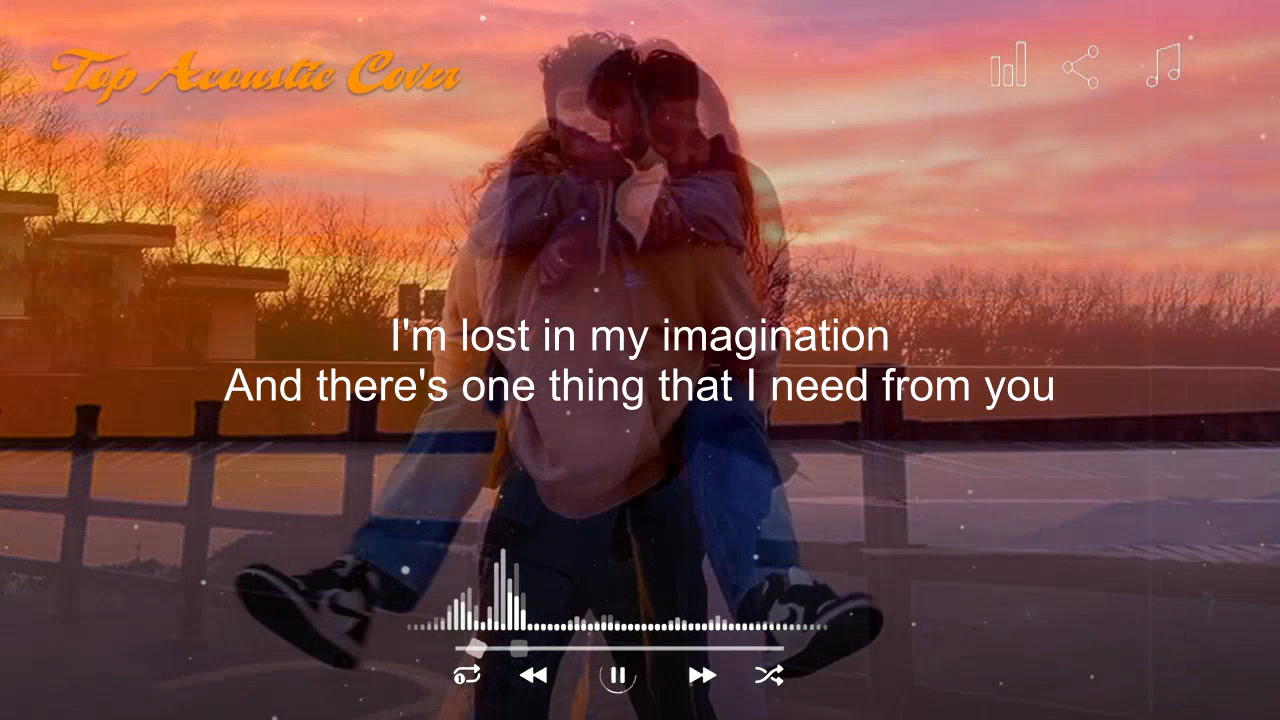 Top Acoustic Cover
I'm lost in my imagination
And there's one thing that I need from you